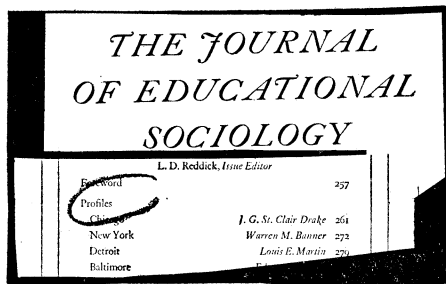 THE JOURNAL
OF EDUCATIONAL
SOCIOLOGY
L. D. Reddick, Issue Editor
Foreword 257
Profiles
Chicago J. G. St. Clair Drake 261
New York Warren M. Banner 272
Detroit Louis E. Martin 279
Baltimore